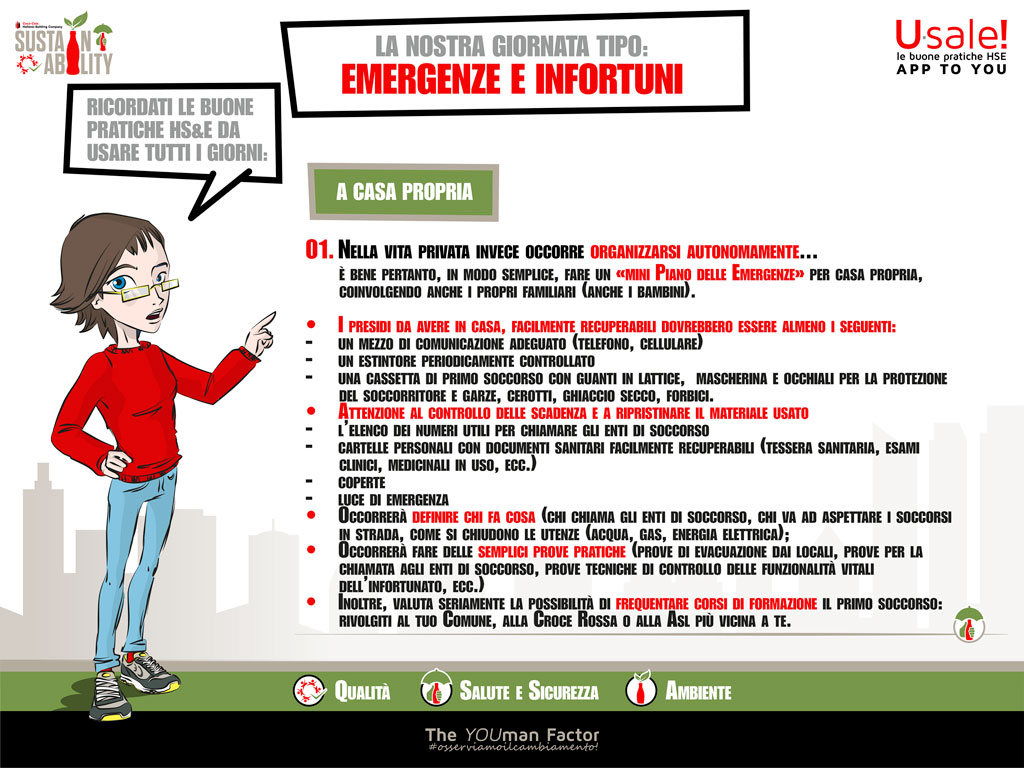 SUSTAIN
ABILITY
U·sale!
le buone pratiche HSE
APP TO YOU
LA NOSTRA GIORNATA TIPO:
EMERGENZE E INFORTUNI
RICORDATI LE BUONE
PRATICHE HS&E DA
USARE TUTTI I GIORNI:
A CASA PROPRIA
01. Nella vita privata invece occorre organizzarsi autonomamente...
è bene pertanto, in modo semplice, fare un «mini Piano delle Emergenze» per casa propria,
coinvolgendo anche i propri familiari (anche i bambini).
• I presidi da avere in casa, facilmente recuperabili dovrebbero essere almeno i seguenti:
- un mezzo di comunicazione adeguato (telefono, cellulare)
- un estintore periodicamente controllato
- una cassetta di primo soccorso con guanti in lattice, mascherina e occhiali per la protezione
del soccorritore e garze, cerotti, ghiaccio secco, forbici.
• Attenzione al controllo delle scadenza e a ripristinare il materiale usato
- l'elenco dei numeri utili per chiamare gli enti di soccorso
- cartelle personali con documenti sanitari facilmente recuperabili (tessera sanitaria, esami
clinici, medicinali in uso, ecc.)
- coperte
- luce di emergenza
• Occorrerà definire chi fa cosa (chi chiama gli enti di soccorso, chi va ad aspettare i soccorsi
in strada, come si chiudono le utenze (acqua, gas, energia elettrica);
• Occorrerà fare delle semplici prove pratiche (prove di evacuazione dai locali, prove per la
chiamata agli enti di soccorso, prove tecniche di controllo delle funzionalità vitali
dell'infortunato, ecc.)
• Inoltre, valuta seriamente la possibilità di frequentare corsi di formazione il primo soccorso:
rivolgiti al tuo Comune, alla Croce Rossa o alla Asl più vicina a te.
Qualità Salute e Sicurezza Ambiente
The YOUman Factor
#osserviamoilcambiamento!